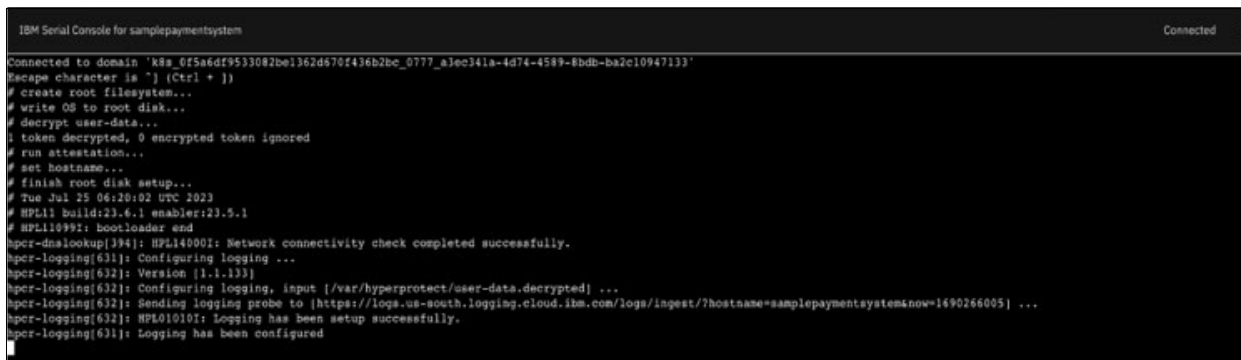 IBM Serial Console for samplepaymentsystem
Connected
Connected to domain 'k8s_0f5a6df9533082be1362d670f436b2bc_0777_a3ec341a-4d74-4589-8bdb-ba2c10947133'
Escape character is ^] (Ctrl + ])
# create root filesystem...
# write OS to root disk...
# decrypt user-data...
1 token decrypted, 0 encrypted token ignored
# run attestation...
# set hostname...
# finish root disk setup...
# Tue Jul 25 06:20:02 UTC 2023
# HPL11 build:23.6.1 enabler:23.5.1
# HPL11099I: bootloader end
hpcr-dnslookup[394]: HPL14000I: Network connectivity check completed successfully.
hpcr-logging[631]: Configuring logging ...
hpcr-logging[632]: Version [1.1.133]
hpcr-logging[632]: Configuring logging, input [/var/hyperprotect/user-data.decrypted] ...
hpcr-logging[632]: Sending logging probe to [https://logs.us-south.logging.cloud.ibm.com/logs/ingest/?hostname=samplepaymentsystem&now=1690266005] ...
hpcr-logging[632]: HPL01010I: Logging has been setup successfully.
hpcr-logging[631]: Logging has been configured